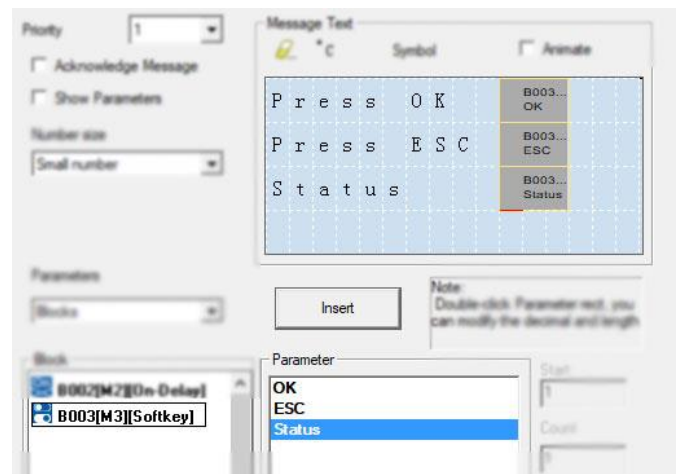 Priority
1
Acknowledge Message
Show Parameters
Number size
Small number
Parameters
Blocks
Message Text
°C
Symbol
Animate
Press OK
B003...
OK
Press ESC
B003...
ESC
Status
B003...
Status
Insert
Note:
Double-click Parameter rect, you
can modify the decimal and length
Block
B002[M2][On-Delay]
B003[M3][Softkey]
Parameter
OK
ESC
Status
Start
1
Count
1